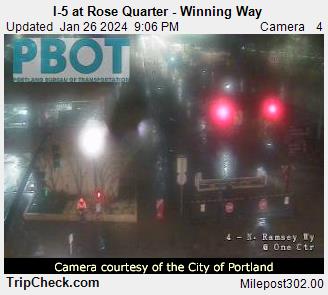 I-5 at Rose Quarter - Winning Way
Updated Jan 26 2024 9:06 PM Camera 4
PBOT
PORTLAND BUREAU OF TRANSPORTATION
4 - N. Ramsey Wy
@ One Ctr
Camera courtesy of the City of Portland
TripCheck.com Milepost302.00